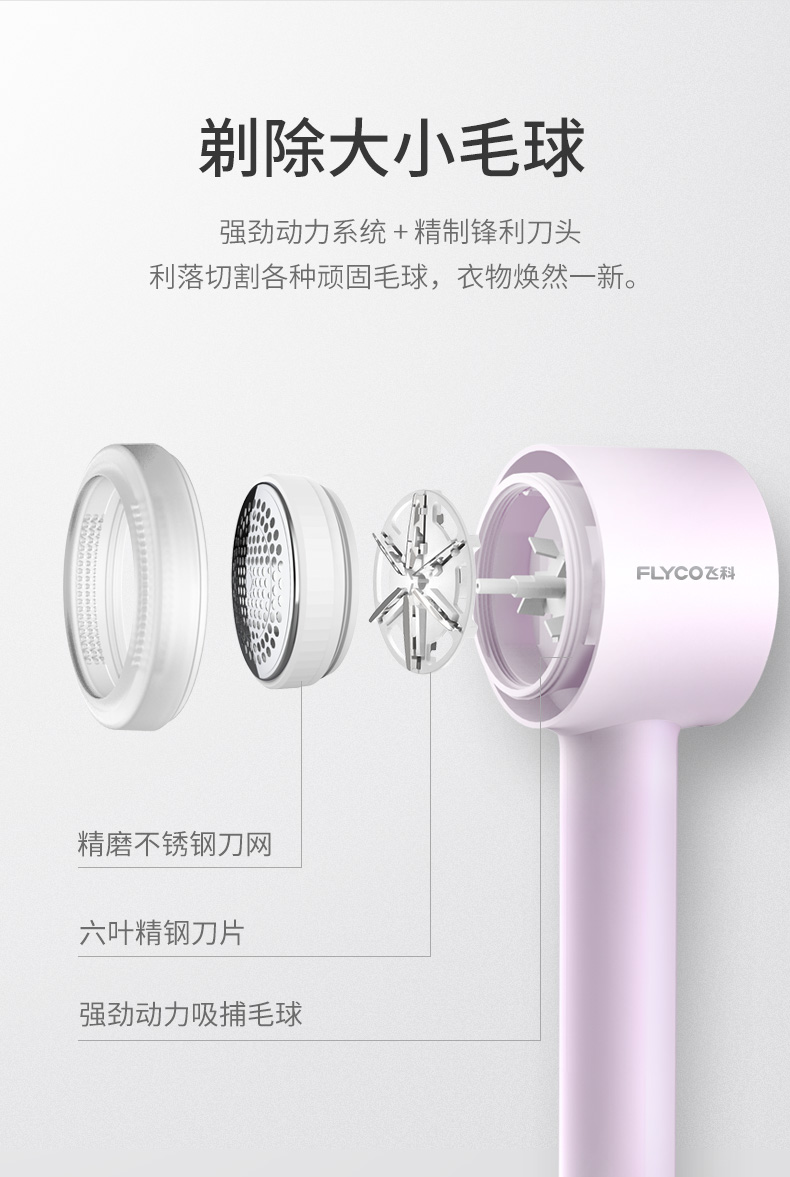 剃除大小毛球
强劲动力系统 + 精制锋利刀头
利落切割各种顽固毛球，衣物焕然一新。
FLYCO飞科
精磨不锈钢刀网
六叶精钢刀片
强劲动力吸捕毛球